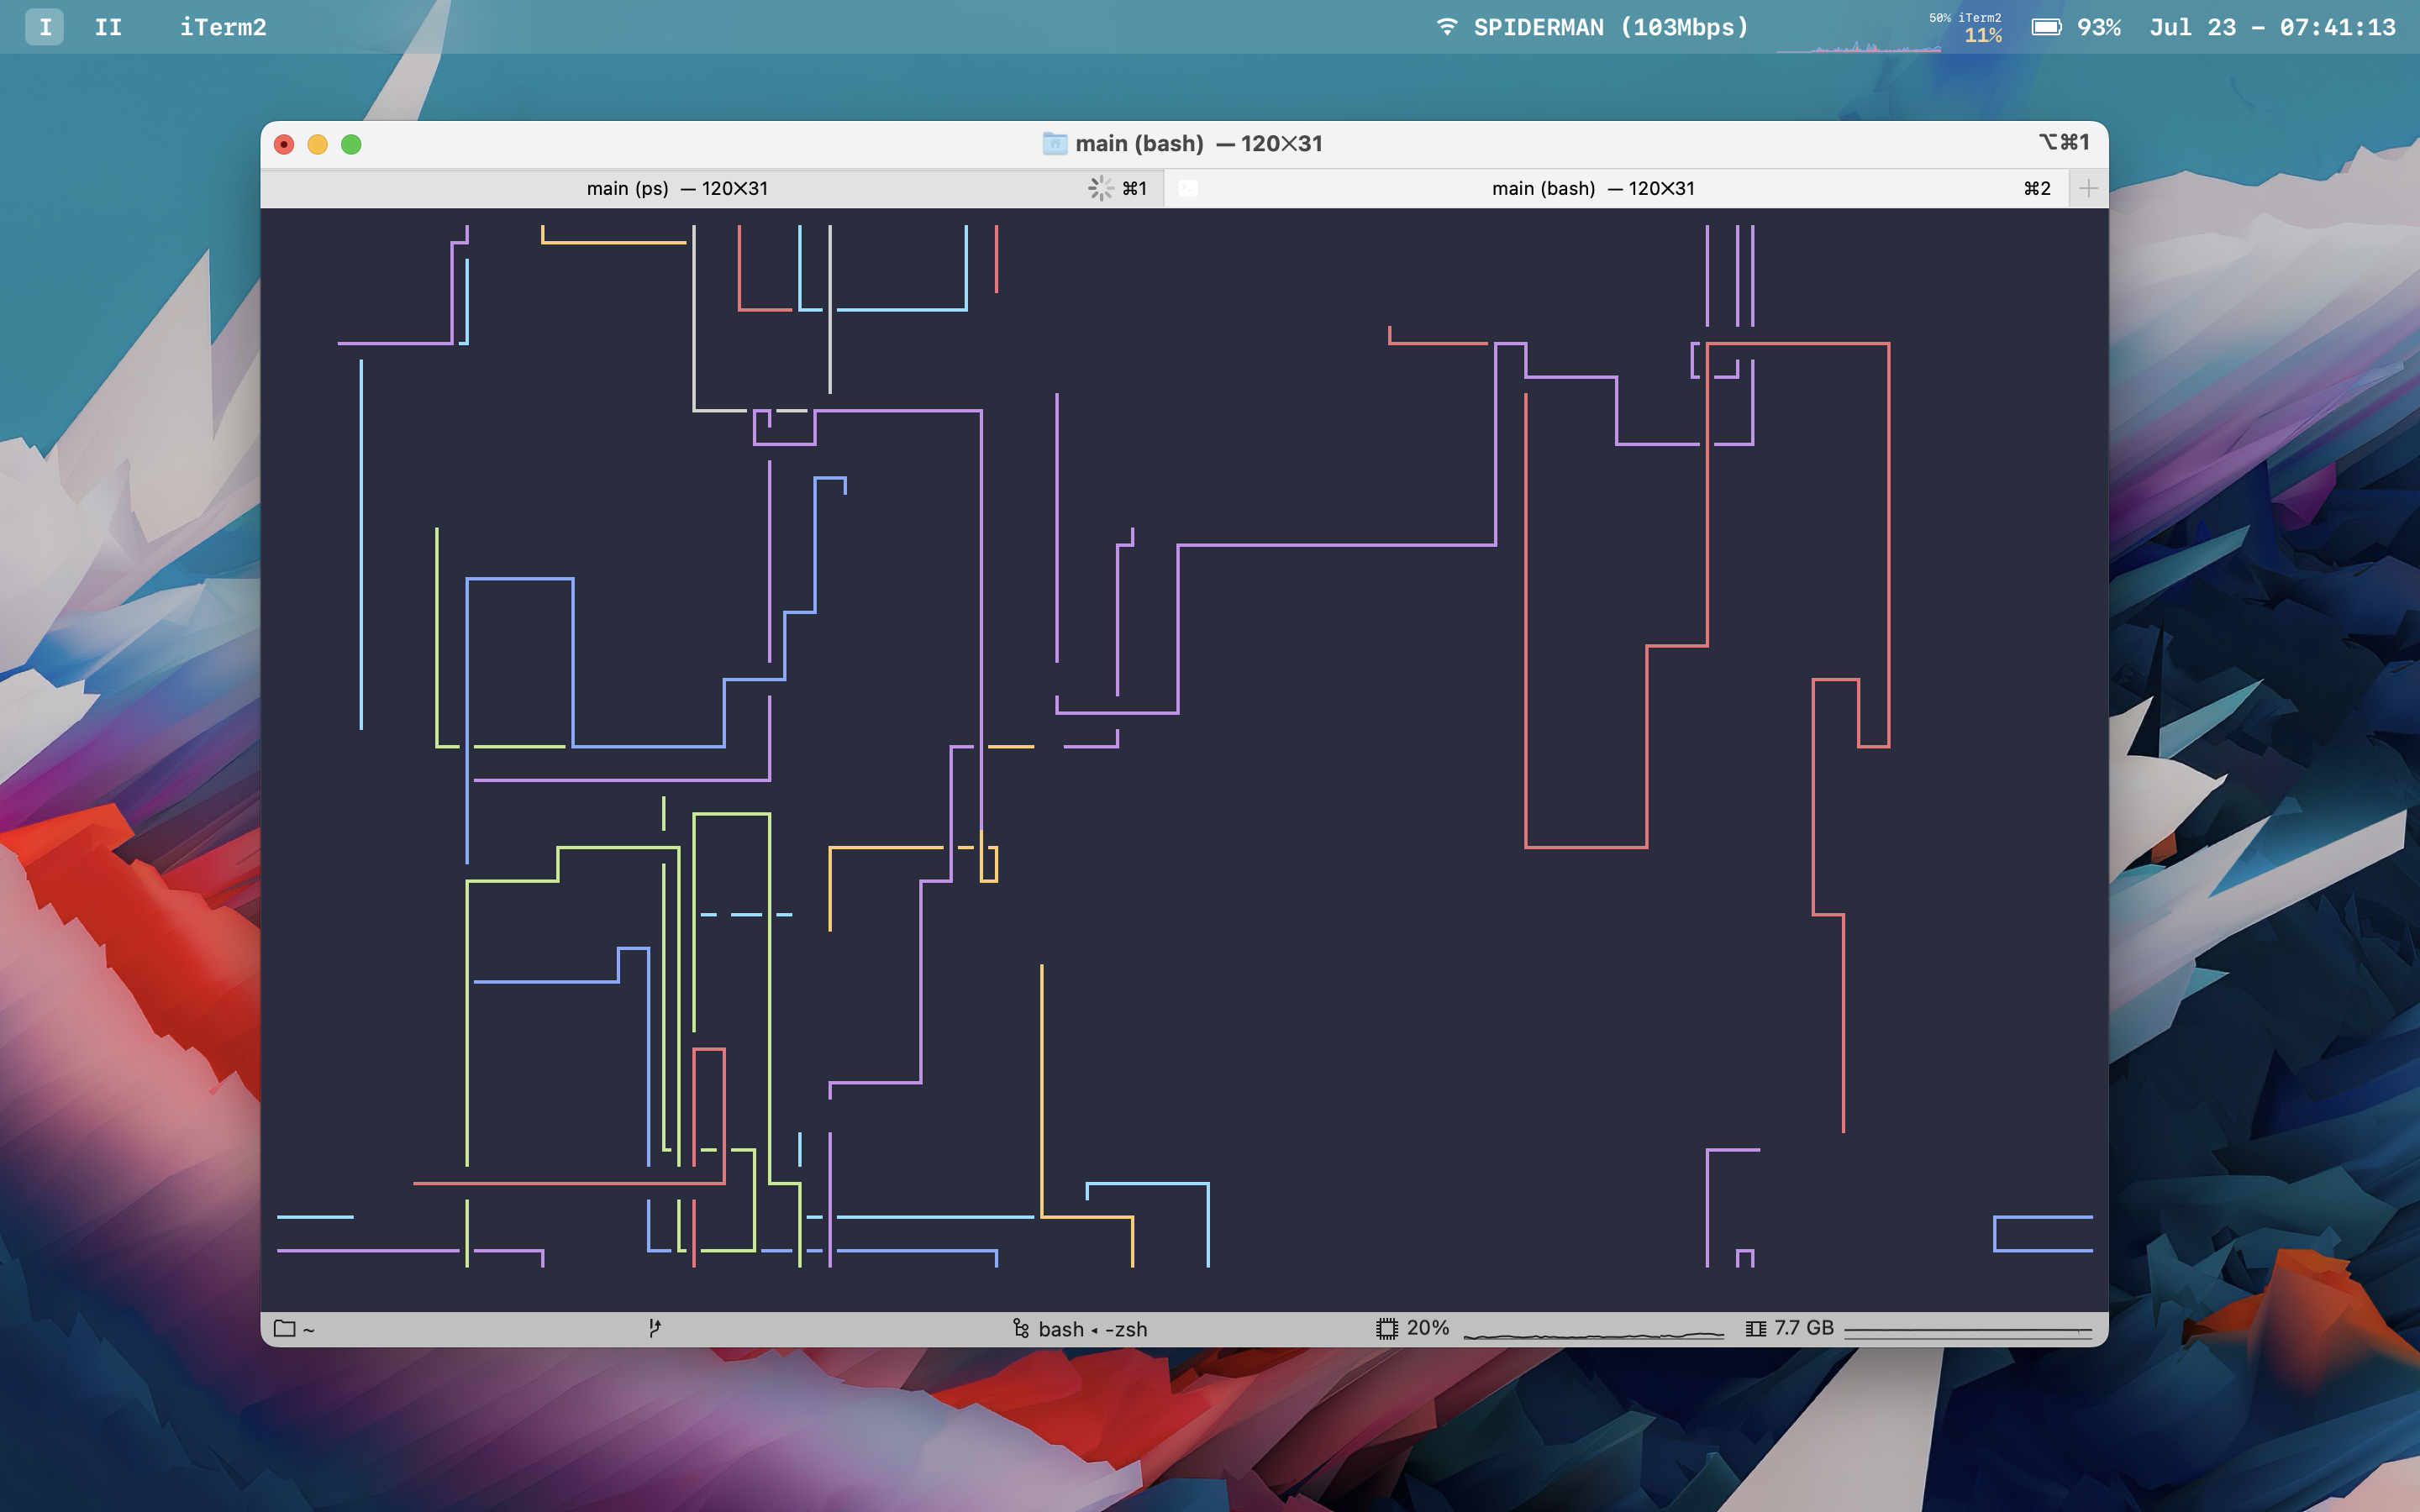 I II iTerm2 SPIDERMAN (103Mbps) 50% iTerm2 11% 93% Jul 23 – 07:41:13
main (bash) — 120✕31 ⌥⌘1
main (ps) — 120✕31 ⌘1 main (bash) — 120✕31 ⌘2
~ bash ◂ -zsh 20% 7.7 GB